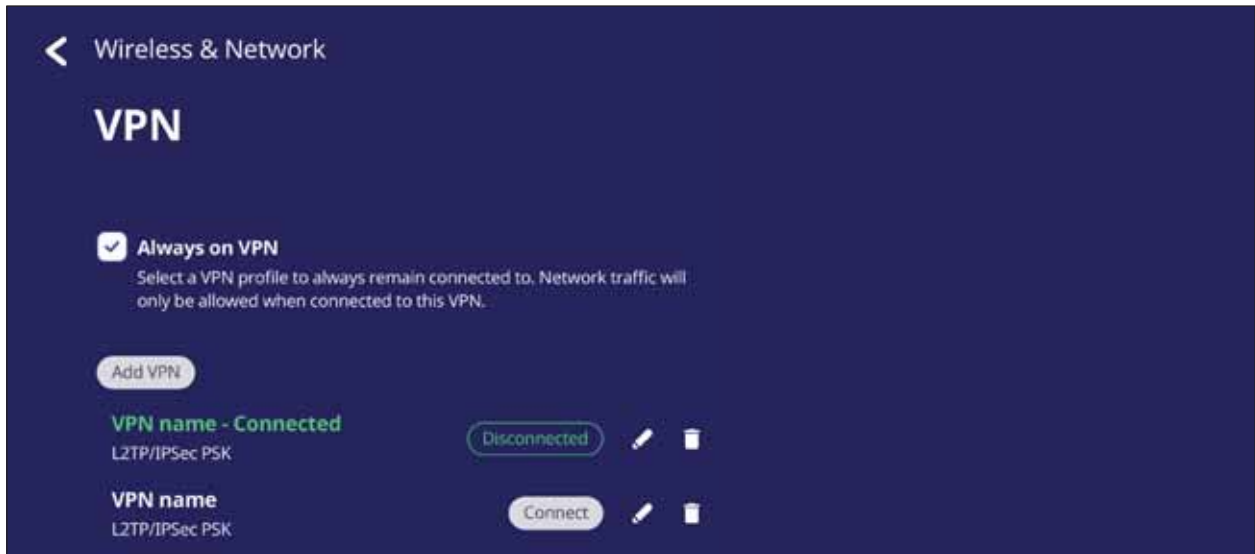 Wireless & Network
VPN
Always on VPN
Select a VPN profile to always remain connected to. Network traffic will
only be allowed when connected to this VPN.
Add VPN
VPN name - Connected
Disconnected
L2TP/IPSec PSK
VPN name
Connect
L2TP/IPSec PSK